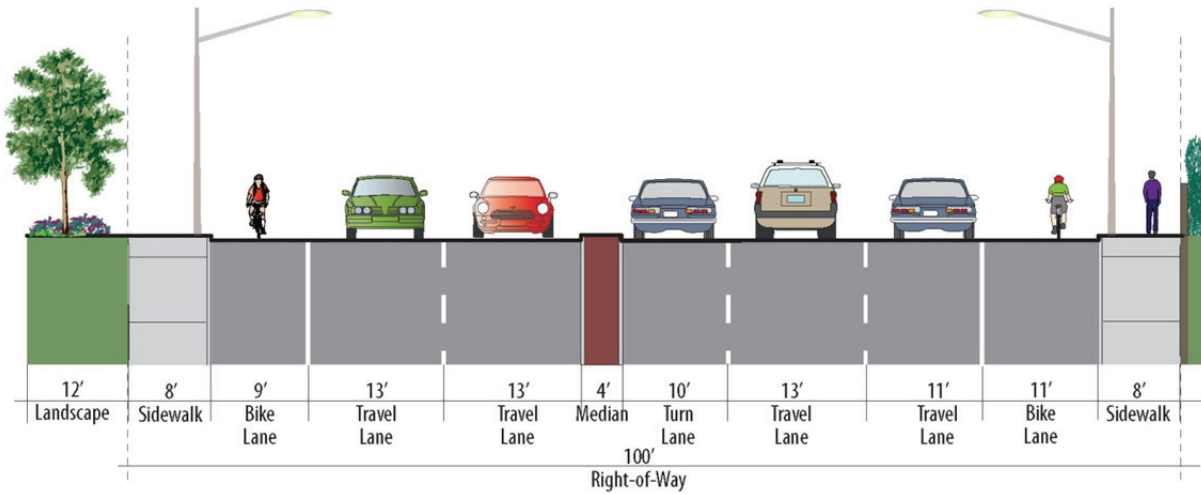 12′ 8′ 9′ 13′ 13′ 4′ 10′ 13′ 11′ 11′ 8′
Landscape Sidewalk Bike Travel Travel Median Turn Travel Travel Bike Sidewalk
Lane Lane Lane Lane Lane Lane Lane
100′
Right-of-Way